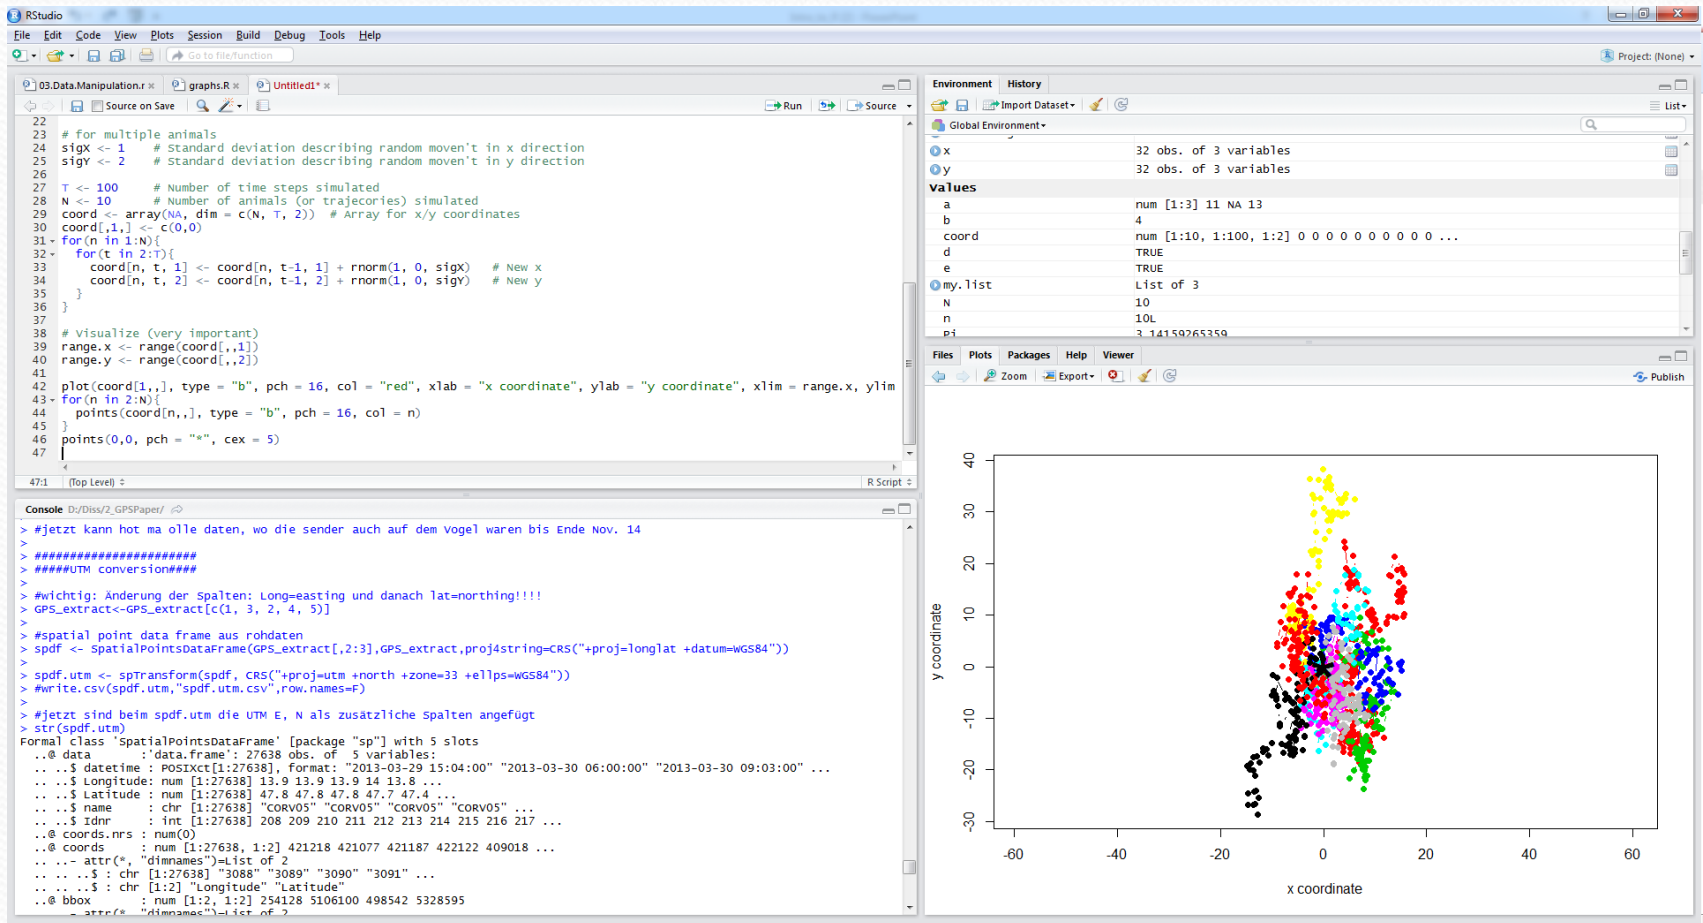 RStudio
File Edit Code View Plots Session Build Debug Tools Help
Go to file/function
Project: (None)
03.Data.Manipulation.r
graphs.R
Untitled1*
Source on Save
Run
Source
22
23 # for multiple animals
24 sigX <- 1 # Standard deviation describing random moven't in x direction
25 sigY <- 2 # Standard deviation describing random moven't in y direction
26
27 T <- 100 # Number of time steps simulated
28 N <- 10 # Number of animals (or trajecories) simulated
29 coord <- array(NA, dim = c(N, T, 2)) # Array for x/y coordinates
30 coord[,1,] <- c(0,0)
31 for(n in 1:N){
32 for(t in 2:T){
33 coord[n, t, 1] <- coord[n, t-1, 1] + rnorm(1, 0, sigX) # New x
34 coord[n, t, 2] <- coord[n, t-1, 2] + rnorm(1, 0, sigY) # New y
35 }
36 }
37
38 # Visualize (very important)
39 range.x <- range(coord[,,1])
40 range.y <- range(coord[,,2])
41
42 plot(coord[1,,], type = "b", pch = 16, col = "red", xlab = "x coordinate", ylab = "y coordinate", xlim = range.x, ylim
43 for(n in 2:N){
44 points(coord[n,,], type = "b", pch = 16, col = n)
45 }
46 points(0,0, pch = "*", cex = 5)
47
47:1 (Top Level)
R Script
Console D:/Diss/2_GPSPaper/
> #jetzt kann hot ma olle daten, wo die sender auch auf dem Vogel waren bis Ende Nov. 14
>
> #######################
> #####UTM conversion####
>
> #wichtig: Änderung der Spalten: Long=easting und danach lat=northing!!!!
> GPS_extract<-GPS_extract[c(1, 3, 2, 4, 5)]
>
> #spatial point data frame aus rohdaten
> spdf <- SpatialPointsDataFrame(GPS_extract[,2:3],GPS_extract,proj4string=CRS("+proj=longlat +datum=WGS84"))
>
> spdf.utm <- spTransform(spdf, CRS("+proj=utm +north +zone=33 +ellps=WGS84"))
> #write.csv(spdf.utm,"spdf.utm.csv",row.names=F)
>
> #jetzt sind beim spdf.utm die UTM E, N als zusätzliche Spalten angefügt
> str(spdf.utm)
Formal class 'SpatialPointsDataFrame' [package "sp"] with 5 slots
..@ data :'data.frame': 27638 obs. of 5 variables:
.. ..$ datetime : POSIXct[1:27638], format: "2013-03-29 15:04:00" "2013-03-30 06:00:00" "2013-03-30 09:03:00" ...
.. ..$ Longitude: num [1:27638] 13.9 13.9 13.9 14 13.8 ...
.. ..$ Latitude : num [1:27638] 47.8 47.8 47.8 47.7 47.4 ...
.. ..$ name : chr [1:27638] "CORV05" "CORV05" "CORV05" "CORV05" ...
.. ..$ Idnr : int [1:27638] 208 209 210 211 212 213 214 215 216 217 ...
..@ coords.nrs : num(0)
..@ coords : num [1:27638, 1:2] 421218 421077 421187 422122 409018 ...
.. ..- attr(*, "dimnames")=List of 2
.. .. ..$ : chr [1:27638] "3088" "3089" "3090" "3091" ...
.. .. ..$ : chr [1:2] "Longitude" "Latitude"
..@ bbox : num [1:2, 1:2] 254128 5106100 498542 5328595
.. ..- attr(*, "dimnames")=List of 2
Environment History
Import Dataset
List
Global Environment
x 32 obs. of 3 variables
y 32 obs. of 3 variables
Values
a num [1:3] 11 NA 13
b 4
coord num [1:10, 1:100, 1:2] 0 0 0 0 0 0 0 0 0 0 ...
d TRUE
e TRUE
my.list List of 3
N 10
n 10L
Pi 3.14159265359
Files Plots Packages Help Viewer
Zoom Export
Publish
40
30
20
10
0
-10
-20
-30
y coordinate
-60 -40 -20 0 20 40 60
x coordinate